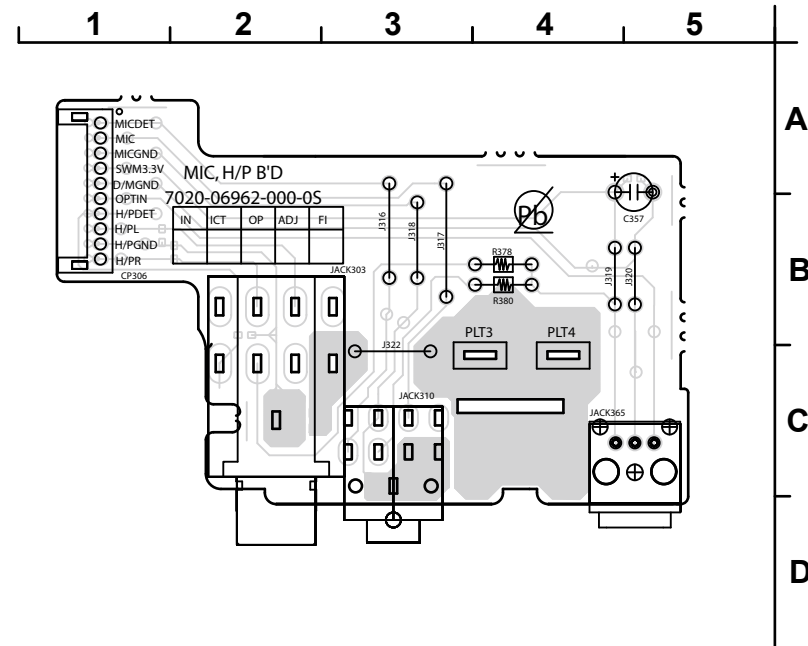 1 2 3 4 5
A
B
C
D
MICDET
MIC
MICGND
SWM3.3V
D/MGND
OPTIN
H/PDET
H/PL
H/PGND
H/PR
CP306
MIC, H/P B'D
7020-06962-000-0S
IN ICT OP ADJ FI
JACK303
J316
J318
J317
Pb
+
C357
R378
R380
J319
J320
PLT3
PLT4
J322
JACK310
JACK365